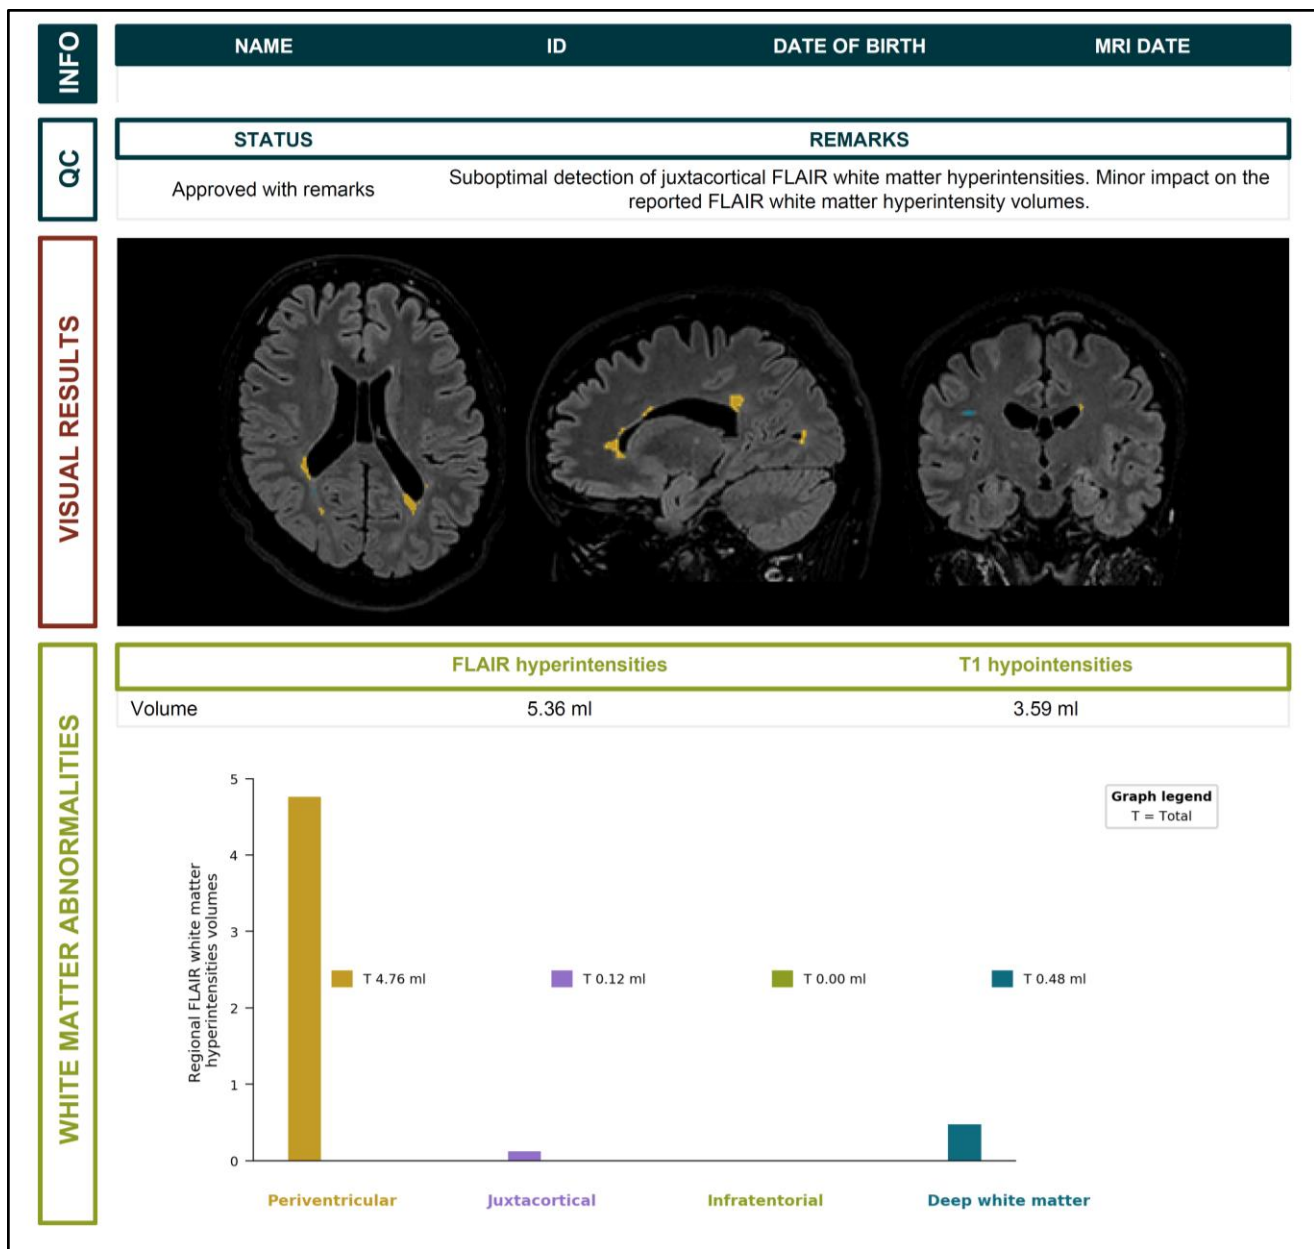 INFO
NAME ID DATE OF BIRTH MRI DATE
QC
STATUS REMARKS
Approved with remarks
Suboptimal detection of juxtacortical FLAIR white matter hyperintensities. Minor impact on the
reported FLAIR white matter hyperintensity volumes.
VISUAL RESULTS
WHITE MATTER ABNORMALITIES
FLAIR hyperintensities T1 hypointensities
Volume 5.36 ml 3.59 ml
Regional FLAIR white matter
hyperintensities volumes
5
4
3
2
1
0
Graph legend
T = Total
T 4.76 ml T 0.12 ml T 0.00 ml T 0.48 ml
Periventricular Juxtacortical Infratentorial Deep white matter